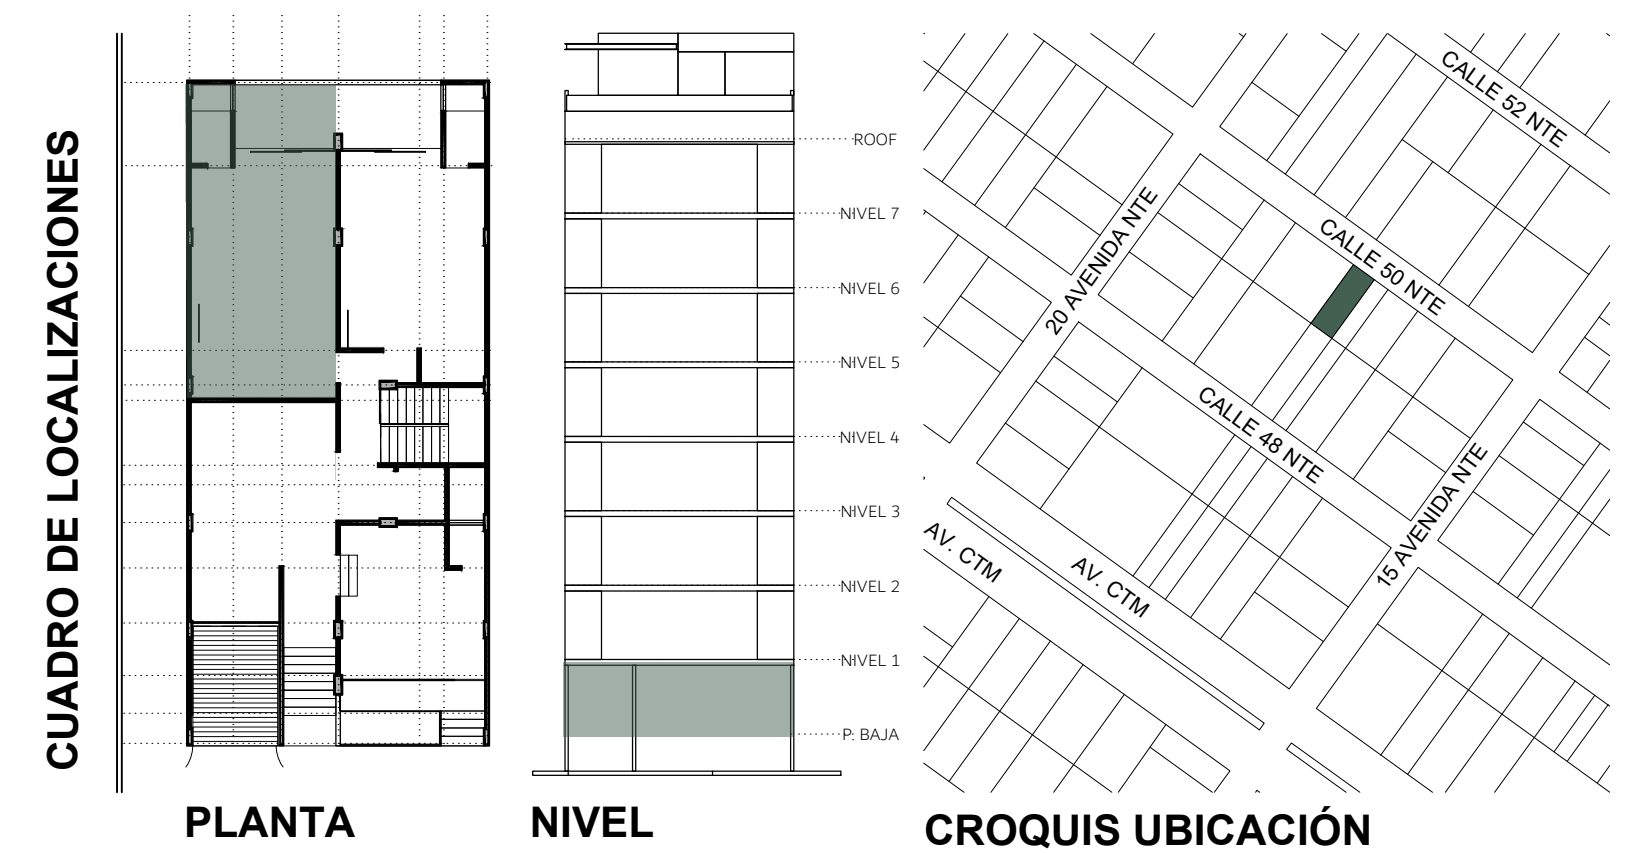 CUADRO DE LOCALIZACIONES
PLANTA
ROOF
NIVEL 7
NIVEL 6
NIVEL 5
NIVEL 4
NIVEL 3
NIVEL 2
NIVEL 1
P: BAJA
NIVEL
CALLE 52 NTE
20 AVENIDA NTE
CALLE 50 NTE
CALLE 48 NTE
15 AVENIDA NTE
AV. CTM
AV. CTM
CROQUIS UBICACIÓN